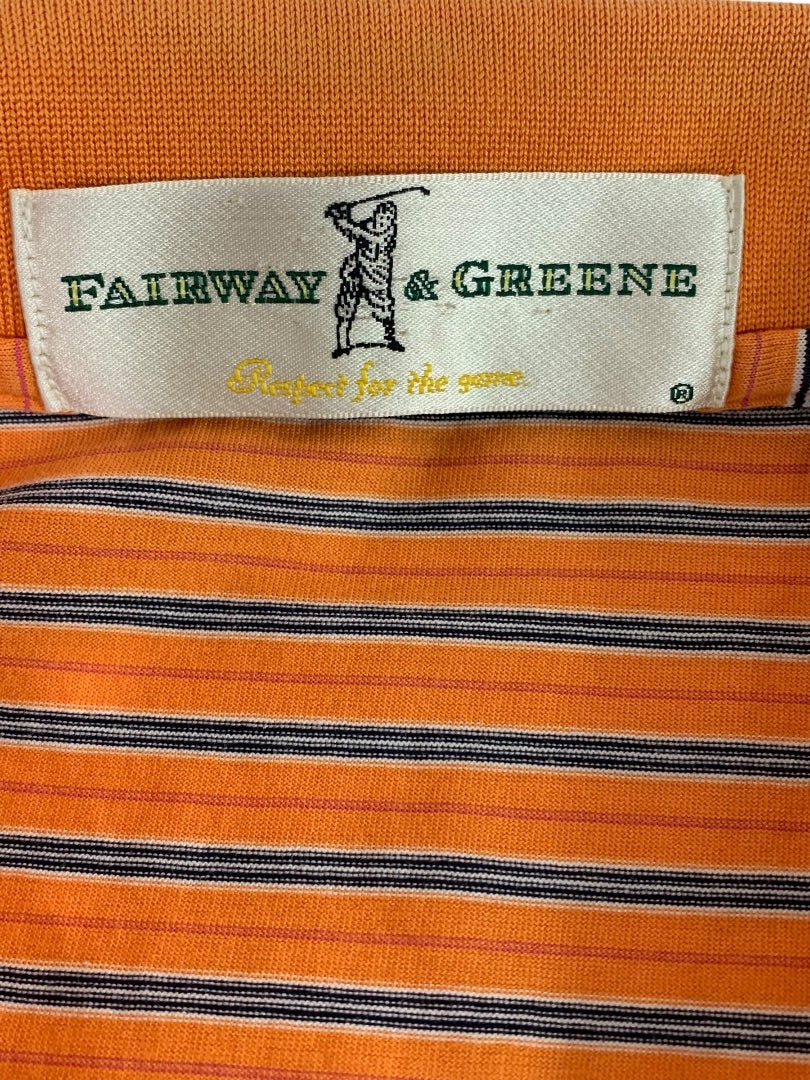 FAIRWAY & GREENE
Respect for the game.
®